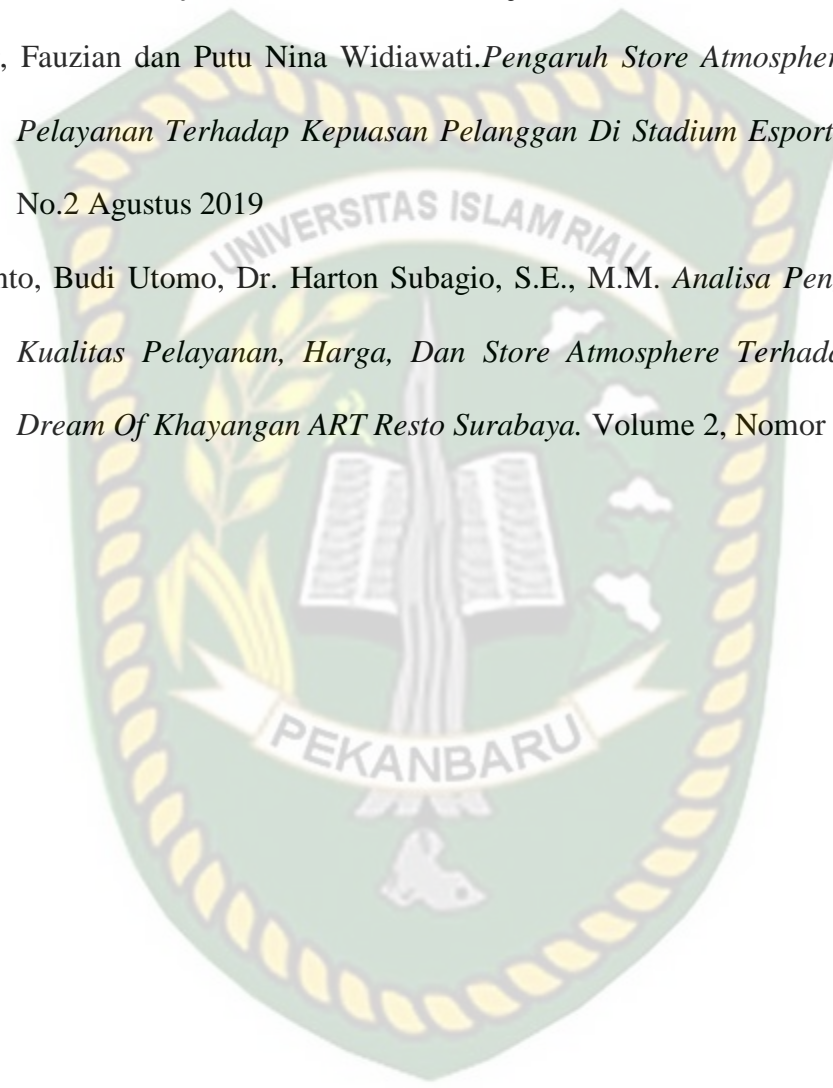 , Fauzian dan Putu Nina Widiawati.Pengaruh Store Atmospher
Pelayanan Terhadap Kepuasan Pelanggan Di Stadium Esport
No.2 Agustus 2019
UNIVERSITAS ISLAM RIAU
nto, Budi Utomo, Dr. Harton Subagio, S.E., M.M. Analisa Pen
Kualitas Pelayanan, Harga, Dan Store Atmosphere Terhada
Dream Of Khayangan ART Resto Surabaya. Volume 2, Nomor
PEKANBARU